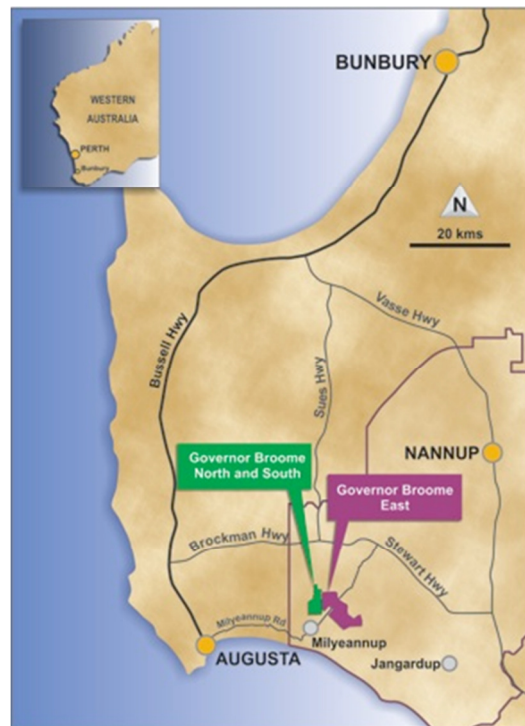 WESTERN
AUSTRALIA
PERTH
Bunbury
BUNBURY
N
20 kms
Vasse Hwy
Bussell Hwy
Sues Hwy
NANNUP
Governor Broome
North and South
Governor Broome
East
Brockman Hwy
Stewart Hwy
Milyeannup Rd
Milyeannup
AUGUSTA
Jangardup